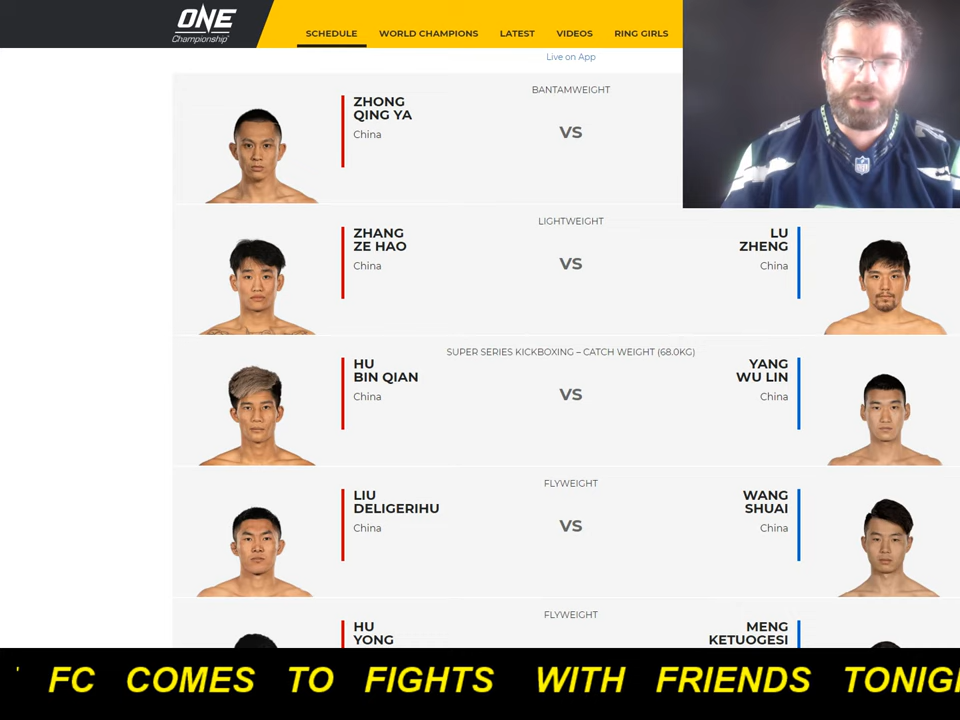 ONE
Championship
SCHEDULE WORLD CHAMPIONS LATEST VIDEOS RING GIRLS
Live on App
BANTAMWEIGHT
ZHONG
QING YA
China
VS
LIGHTWEIGHT
ZHANG
ZE HAO
China
VS
LU
ZHENG
China
SUPER SERIES KICKBOXING – CATCH WEIGHT (68.0KG)
HU
BIN QIAN
China
VS
YANG
WU LIN
China
FLYWEIGHT
LIU
DELIGERIHU
China
VS
WANG
SHUAI
China
FLYWEIGHT
HU
YONG
MENG
KETUOGESI
FC COMES TO FIGHTS WITH FRIENDS